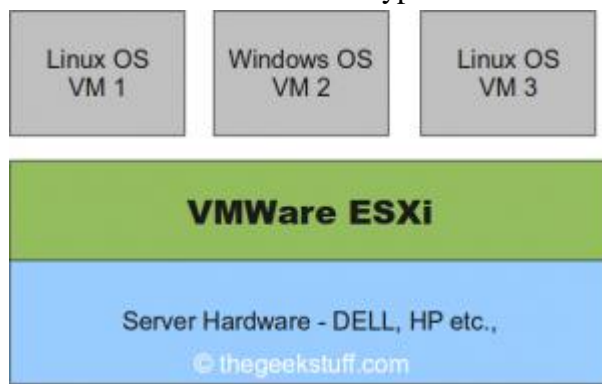 Linux OS
VM 1
Windows OS
VM 2
Linux OS
VM 3
VMWare ESXi
Server Hardware - DELL, HP etc.,
© thegeekstuff.com